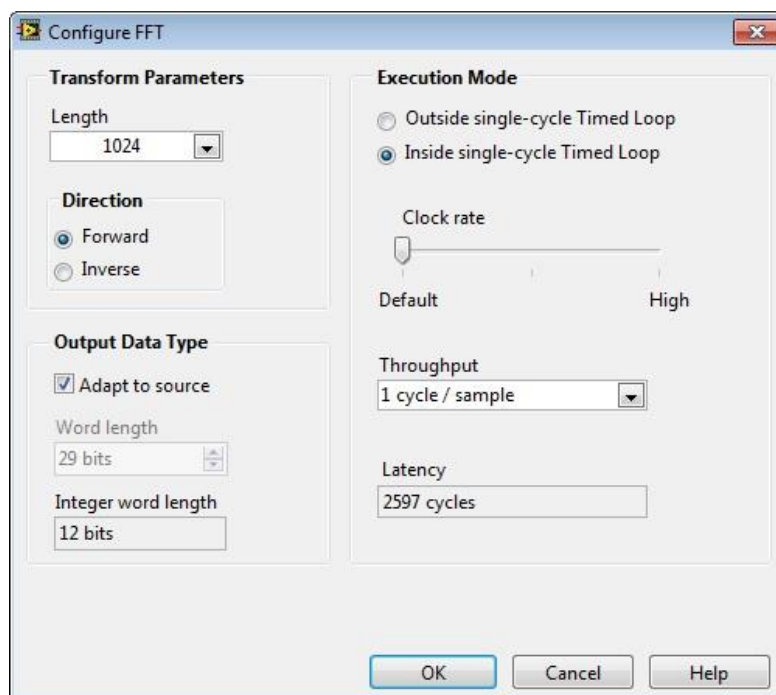 Configure FFT
Transform Parameters
Length
1024
Direction
Forward
Inverse
Output Data Type
Adapt to source
Word length
29 bits
Integer word length
12 bits
Execution Mode
Outside single-cycle Timed Loop
Inside single-cycle Timed Loop
Clock rate
Default High
Throughput
1 cycle / sample
Latency
2597 cycles
OK Cancel Help